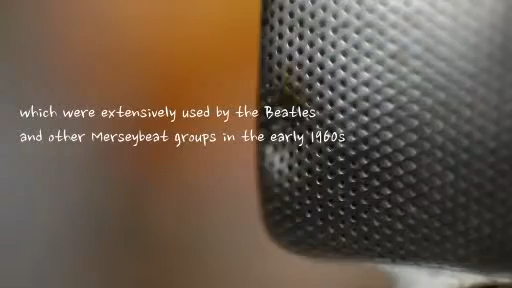 which were extensively used by the Beatles
and other Merseybeat groups in the early 1960s